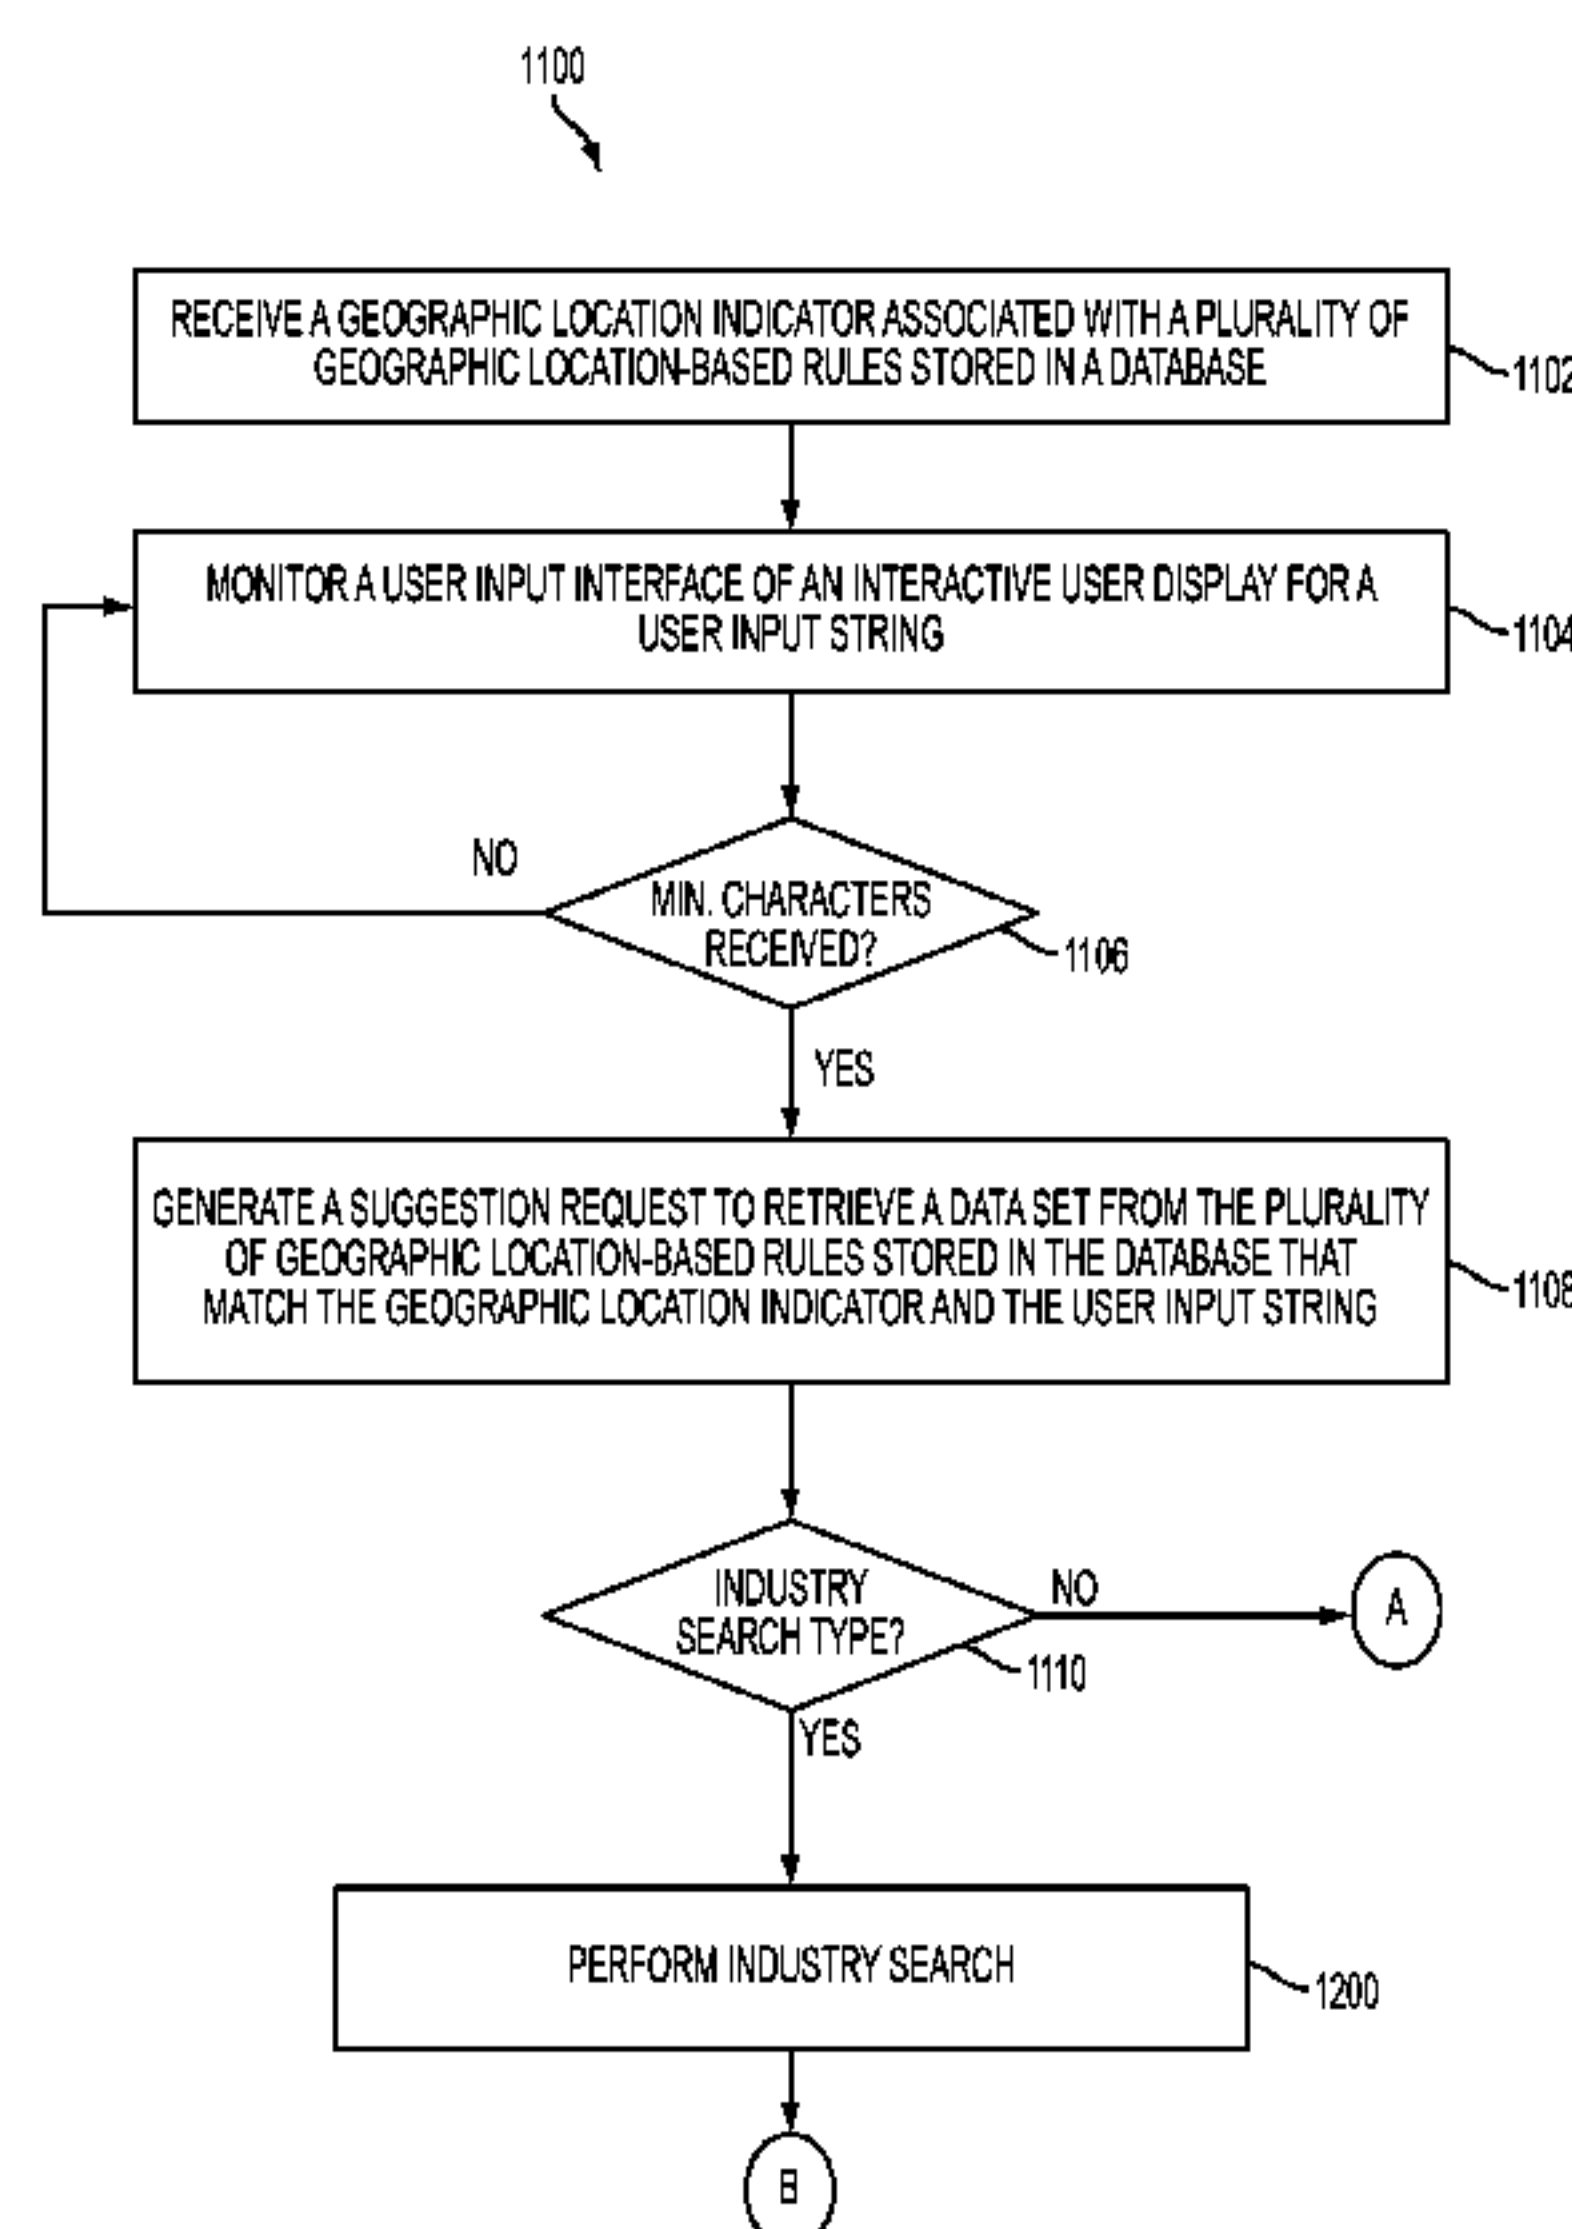 1100
RECEIVE A GEOGRAPHIC LOCATION INDICATOR ASSOCIATED WITH A PLURALITY OF
GEOGRAPHIC LOCATION-BASED RULES STORED IN A DATABASE
1102
MONITOR A USER INPUT INTERFACE OF AN INTERACTIVE USER DISPLAY FOR A
USER INPUT STRING
1104
NO
MIN. CHARACTERS
RECEIVED?
1106
YES
GENERATE A SUGGESTION REQUEST TO RETRIEVE A DATA SET FROM THE PLURALITY
OF GEOGRAPHIC LOCATION-BASED RULES STORED IN THE DATABASE THAT
MATCH THE GEOGRAPHIC LOCATION INDICATOR AND THE USER INPUT STRING
1108
INDUSTRY
SEARCH TYPE?
NO
A
1110
YES
PERFORM INDUSTRY SEARCH
1200
B